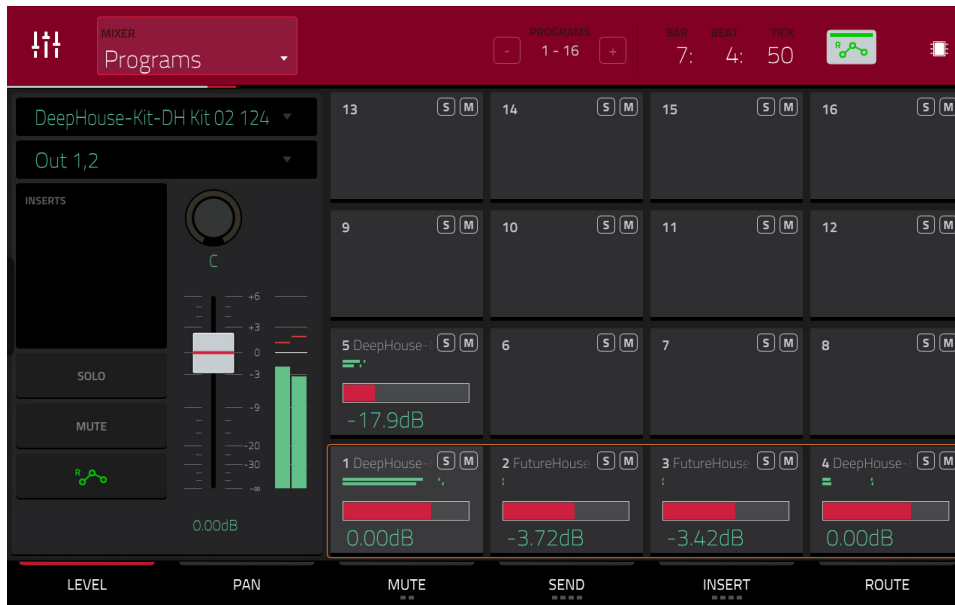 MIXER
Programs
PROGRAMS
- 1 - 16 +
BAR BEAT TICK
7: 4: 50
R
DeepHouse-Kit-DH Kit 02 124
Out 1,2
INSERTS
C
+6
+3
0
-3
-9
-20
-30
-∞
0.00dB
SOLO
MUTE
R
13 S M
14 S M
15 S M
16 S M
9 S M
10 S M
11 S M
12 S M
5 DeepHouse- S M
-17.9dB
6 S M
7 S M
8 S M
1 DeepHouse- S M
0.00dB
2 FutureHouse S M
-3.72dB
3 FutureHouse S M
-3.42dB
4 DeepHouse- S M
0.00dB
LEVEL
PAN
MUTE
SEND
INSERT
ROUTE